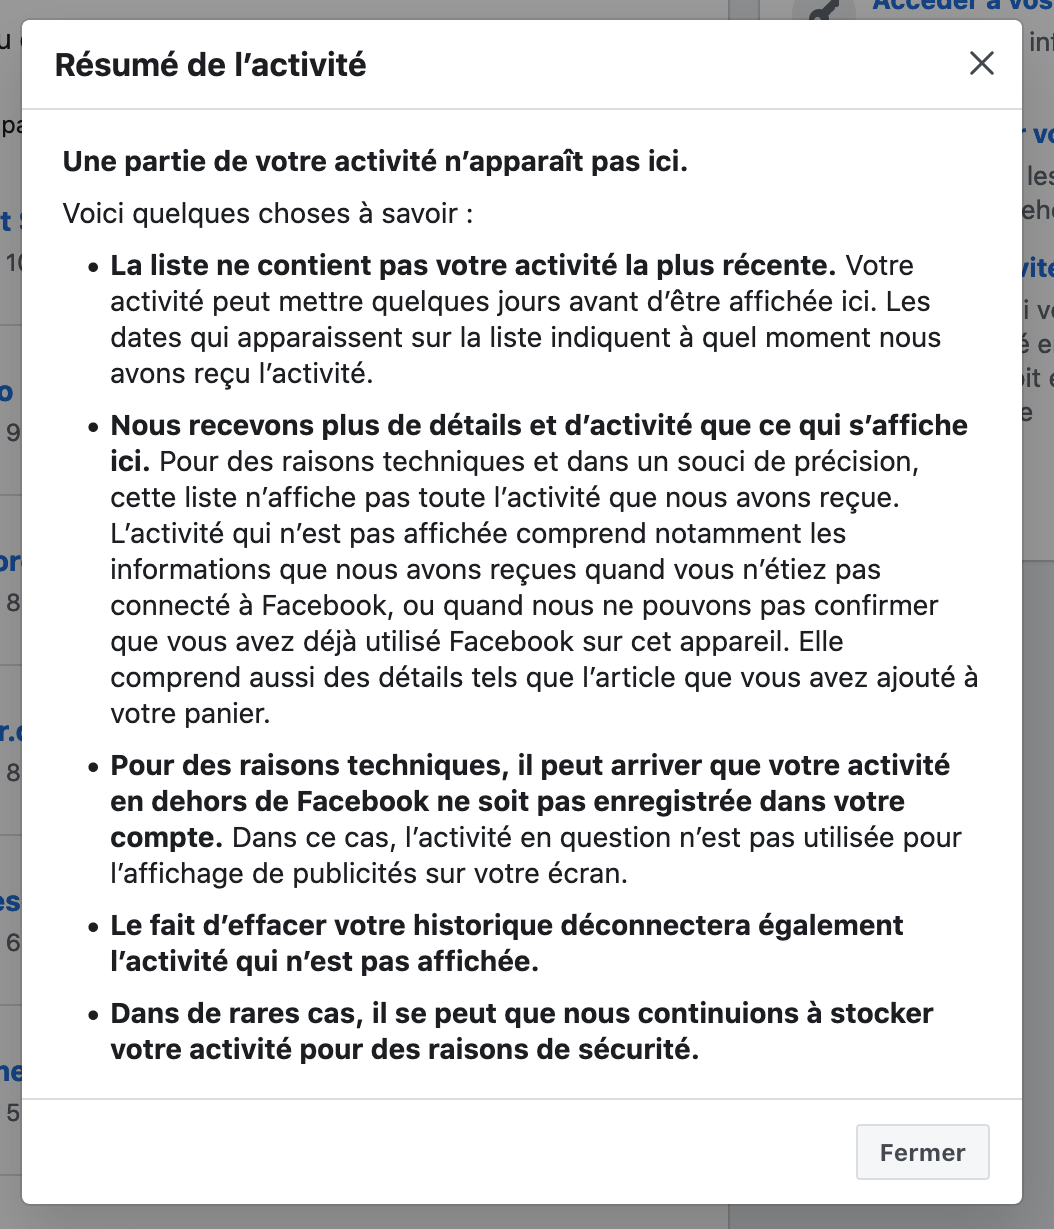 Accéder à vos
Résumé de l’activité
Une partie de votre activité n’apparaît pas ici.
Voici quelques choses à savoir :
• La liste ne contient pas votre activité la plus récente. Votre
activité peut mettre quelques jours avant d’être affichée ici. Les
dates qui apparaissent sur la liste indiquent à quel moment nous
avons reçu l’activité.
• Nous recevons plus de détails et d’activité que ce qui s’affiche
ici. Pour des raisons techniques et dans un souci de précision,
cette liste n’affiche pas toute l’activité que nous avons reçue.
L’activité qui n’est pas affichée comprend notamment les
informations que nous avons reçues quand vous n’étiez pas
connecté à Facebook, ou quand nous ne pouvons pas confirmer
que vous avez déjà utilisé Facebook sur cet appareil. Elle
comprend aussi des détails tels que l’article que vous avez ajouté à
votre panier.
• Pour des raisons techniques, il peut arriver que votre activité
en dehors de Facebook ne soit pas enregistrée dans votre
compte. Dans ce cas, l’activité en question n’est pas utilisée pour
l’affichage de publicités sur votre écran.
• Le fait d’effacer votre historique déconnectera également
l’activité qui n’est pas affichée.
• Dans de rares cas, il se peut que nous continuions à stocker
votre activité pour des raisons de sécurité.
Fermer